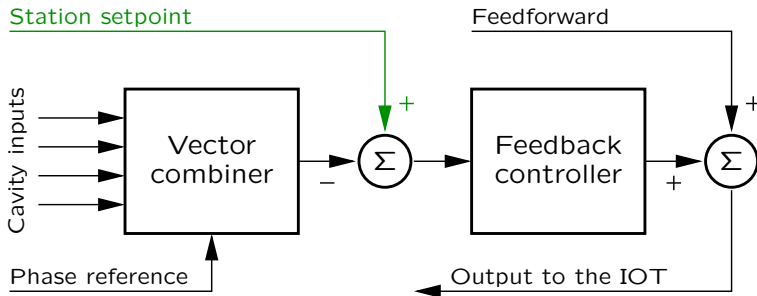 Station setpoint
Feedforward
+
+
Cavity inputs
Vector
combiner
−
Σ
Feedback
controller
+
Σ
Phase reference
Output to the IOT